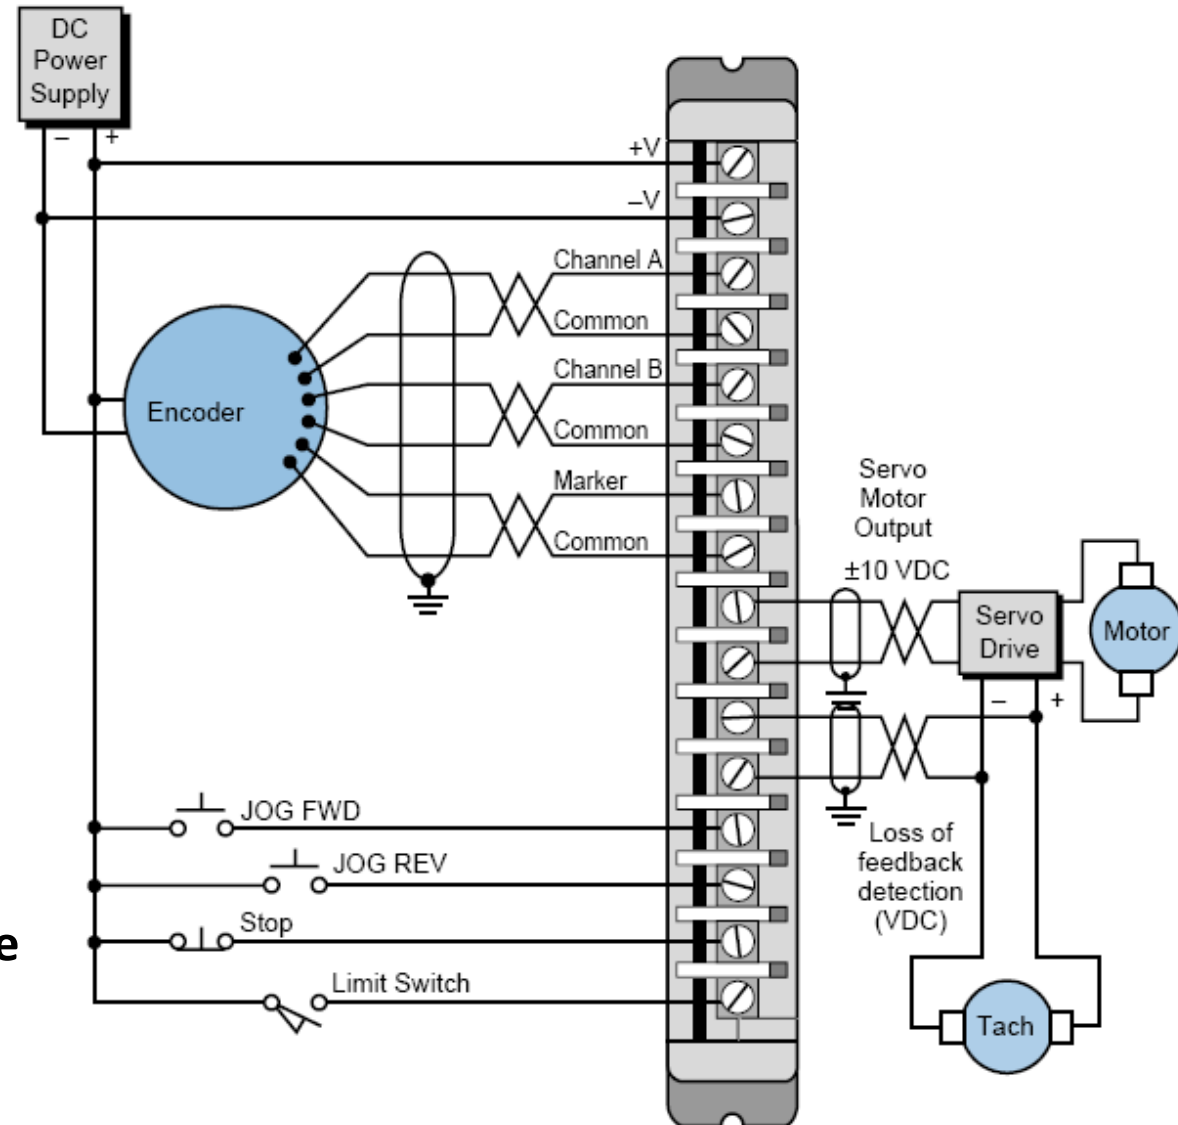 DC
Power
Supply
– +
+V
–V
Channel A
Common
Channel B
Common
Marker
Common
Encoder
Servo
Motor
Output
±10 VDC
Servo
Drive
Motor
– +
JOG FWD
JOG REV
Stop
Limit Switch
Loss of
feedback
detection
(VDC)
Tach
e